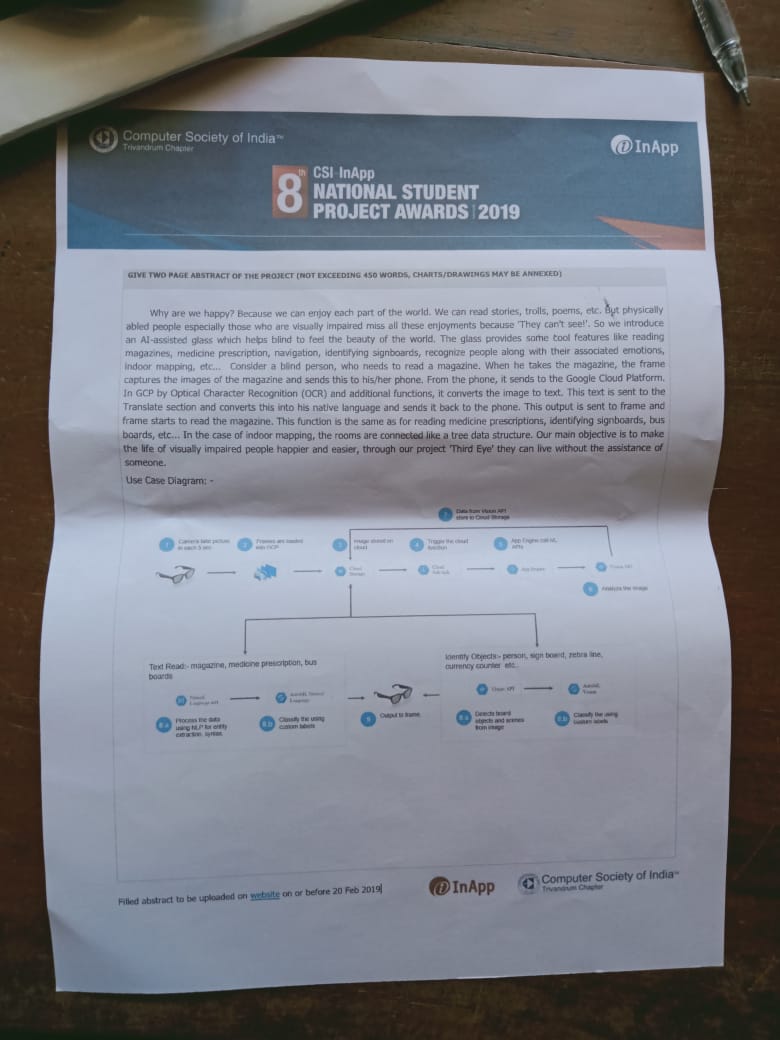 Computer Society of India™
Trivandrum Chapter
InApp
8th
CSI InApp
NATIONAL STUDENT
PROJECT AWARDS | 2019
GIVE TWO PAGE ABSTRACT OF THE PROJECT (NOT EXCEEDING 450 WORDS, CHARTS/DRAWINGS MAY BE ANNEXED)
Why are we happy? Because we can enjoy each part of the world. We can read stories, trolls, poems, etc. But physically
abled people especially those who are visually impaired miss all these enjoyments because 'They can't see!'. So we introduce
an AI-assisted glass which helps blind to feel the beauty of the world. The glass provides some tool features like reading
magazines, medicine prescription, navigation, identifying signboards, recognize people along with their associated emotions,
indoor mapping, etc... Consider a blind person, who needs to read a magazine. When he takes the magazine, the frame
captures the images of the magazine and sends this to his/her phone. From the phone, it sends to the Google Cloud Platform.
In GCP by Optical Character Recognition (OCR) and additional functions, it converts the image to text. This text is sent to the
Translate section and converts this into his native language and sends it back to the phone. This output is sent to frame and
frame starts to read the magazine. This function is the same as for reading medicine prescriptions, identifying signboards, bus
boards, etc... In the case of indoor mapping, the rooms are connected like a tree data structure. Our main objective is to make
the life of visually impaired people happier and easier, through our project 'Third Eye' they can live without the assistance of
someone.
Use Case Diagram: -
7 Data from Vision API
store to Cloud Storage
1 Camera take picture
in each 5 sec
2 Frames are loaded
into GCP
3 Image stored on
cloud
4 Trigger the cloud
function
5 App Engine call ML
APIs
Cloud
Storage
Cloud
Pub/Sub
App Engine
Vision API
6 Analyze the image
Text Read:- magazine, medicine prescription, bus
boards
Identify Objects:- person, sign board, zebra line,
currency counter etc..
Natural
Language API
AutoML Natural
Language
Vision API
AutoML
Vision
8.a Process the data
using NLP for entity
extraction, syntax.
8.b Classify the using
custom labels
9 Output to frame
8.a Detects board
objects and scenes
from image
8.b Classify the using
custom labels
Filled abstract to be uploaded on website on or before 20 Feb 2019
InApp
Computer Society of India™
Trivandrum Chapter